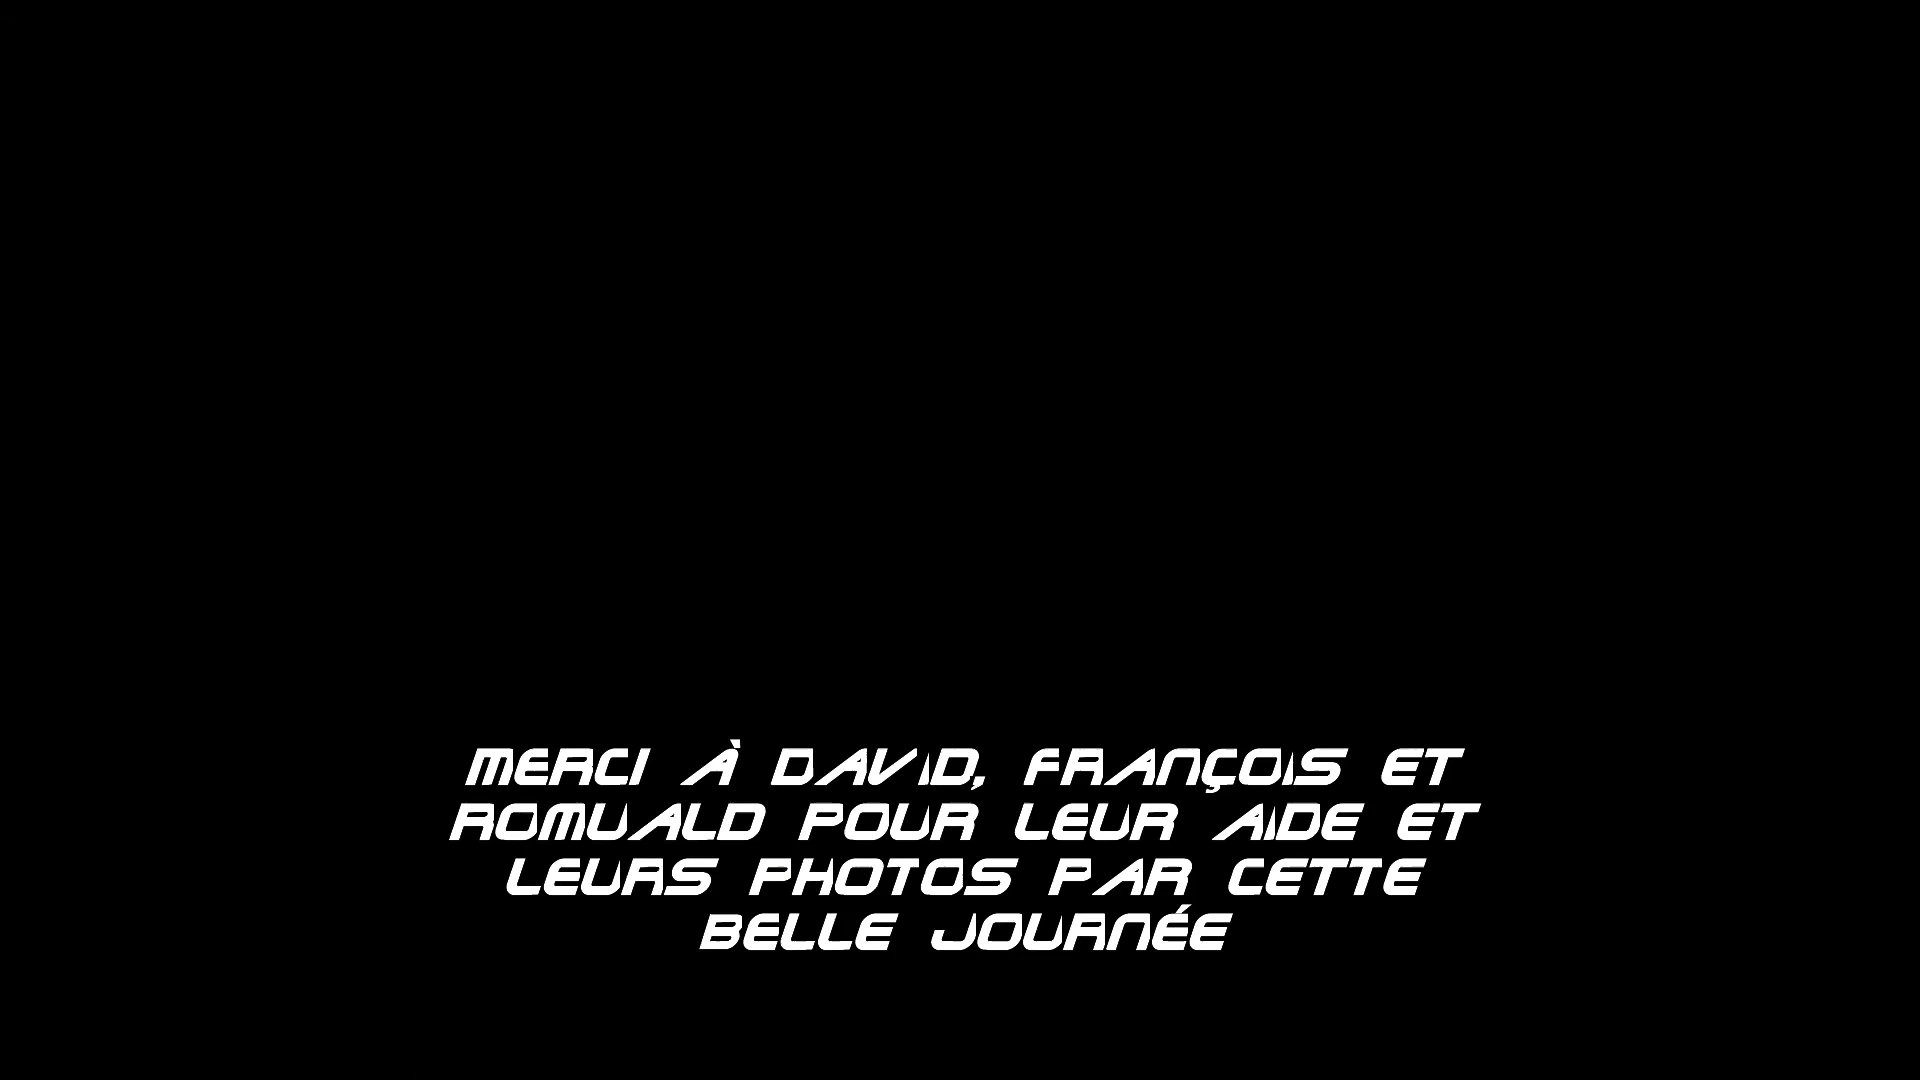 MERCI À DAVID, FRANÇOIS ET
ROMUALD POUR LEUR AIDE ET
LEURS PHOTOS PAR CETTE
BELLE JOURNÉE